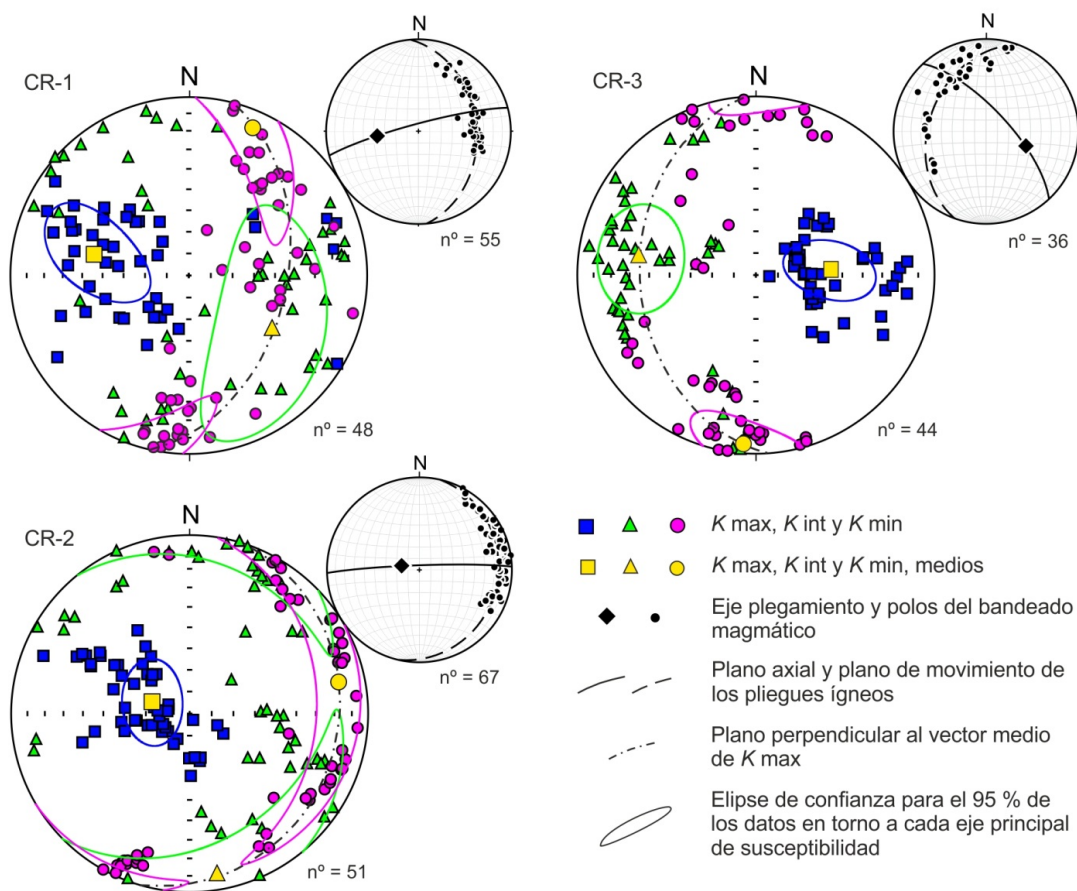 N
CR-1
N
nº = 55
nº = 48
N
CR-3
nº = 36
nº = 44
N
N
CR-2
nº = 67
nº = 51
K max, K int y K min
K max, K int y K min, medios
Eje plegamiento y polos del bandeado
magmático
Plano axial y plano de movimiento de
los pliegues ígneos
Plano perpendicular al vector medio
de K max
Elipse de confianza para el 95 % de
los datos en torno a cada eje principal
de susceptibilidad